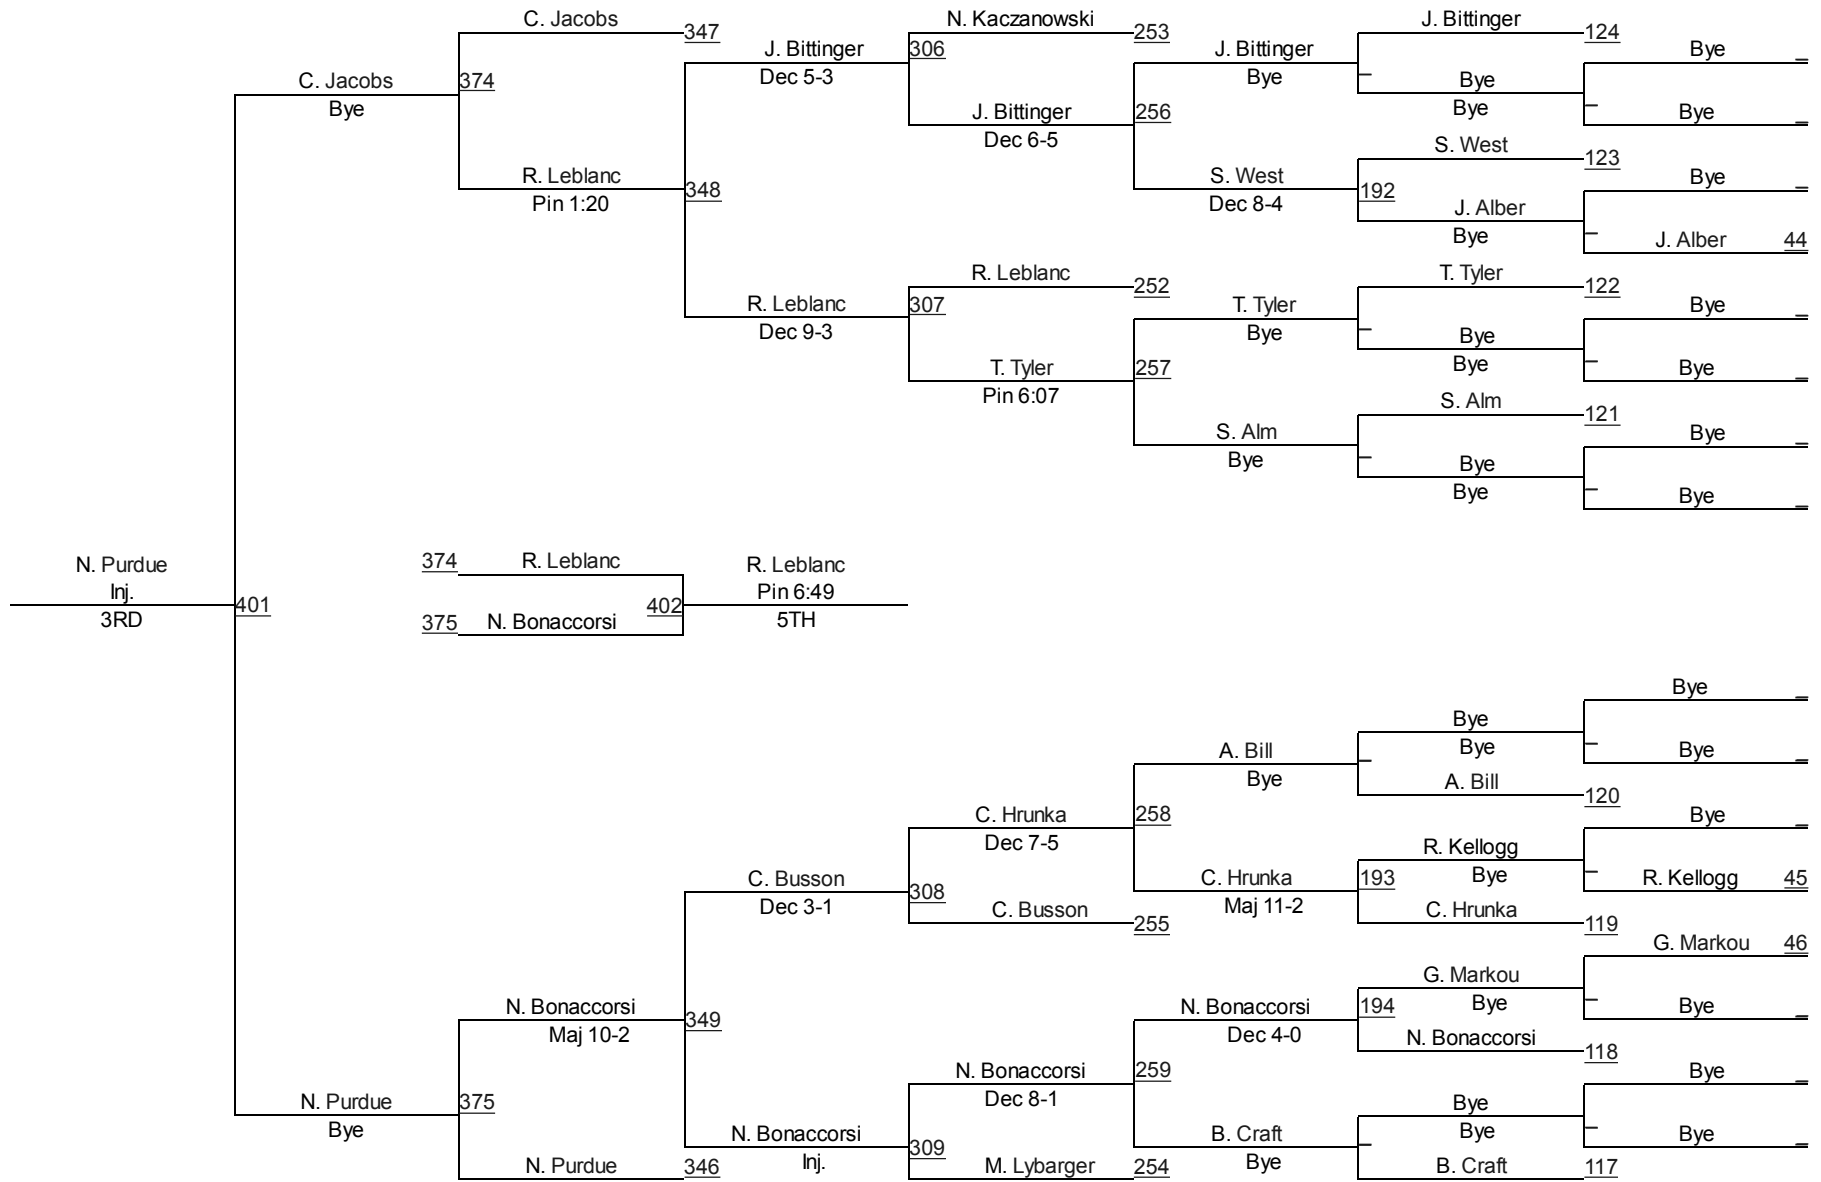 C. Jacobs
347
N. Kaczanowski
253
J. Bittinger
124
J. Bittinger
Dec 5-3
306
J. Bittinger
Bye
Bye
_
C. Jacobs
Bye
374
_
Bye
Bye
J. Bittinger
Dec 6-5
256
_
Bye
_
S. West
123
R. Leblanc
Pin 1:20
348
S. West
Dec 8-4
192
Bye
_
J. Alber
Bye
_
J. Alber
44
R. Leblanc
252
T. Tyler
122
R. Leblanc
Dec 9-3
307
T. Tyler
Bye
Bye
_
_
Bye
Bye
T. Tyler
Pin 6:07
257
_
Bye
_
S. Alm
121
S. Alm
Bye
Bye
_
_
Bye
Bye
_
Bye
_
N. Purdue
Inj.
3RD
401
374
R. Leblanc
375
N. Bonaccorsi
402
R. Leblanc
Pin 6:49
5TH
Bye
_
Bye
Bye
A. Bill
Bye
_
_
Bye
_
A. Bill
120
C. Hrunka
Dec 7-5
258
Bye
_
R. Kellogg
Bye
C. Busson
Dec 3-1
308
C. Hrunka
Maj 11-2
193
_
R. Kellogg
45
C. Busson
255
C. Hrunka
119
G. Markou
46
G. Markou
Bye
N. Bonaccorsi
Maj 10-2
349
N. Bonaccorsi
Dec 4-0
194
_
Bye
_
N. Bonaccorsi
118
N. Bonaccorsi
Dec 8-1
259
Bye
_
N. Purdue
Bye
375
Bye
Bye
N. Bonaccorsi
Inj.
309
B. Craft
Bye
_
_
Bye
_
N. Purdue
346
M. Lybarger
254
B. Craft
117